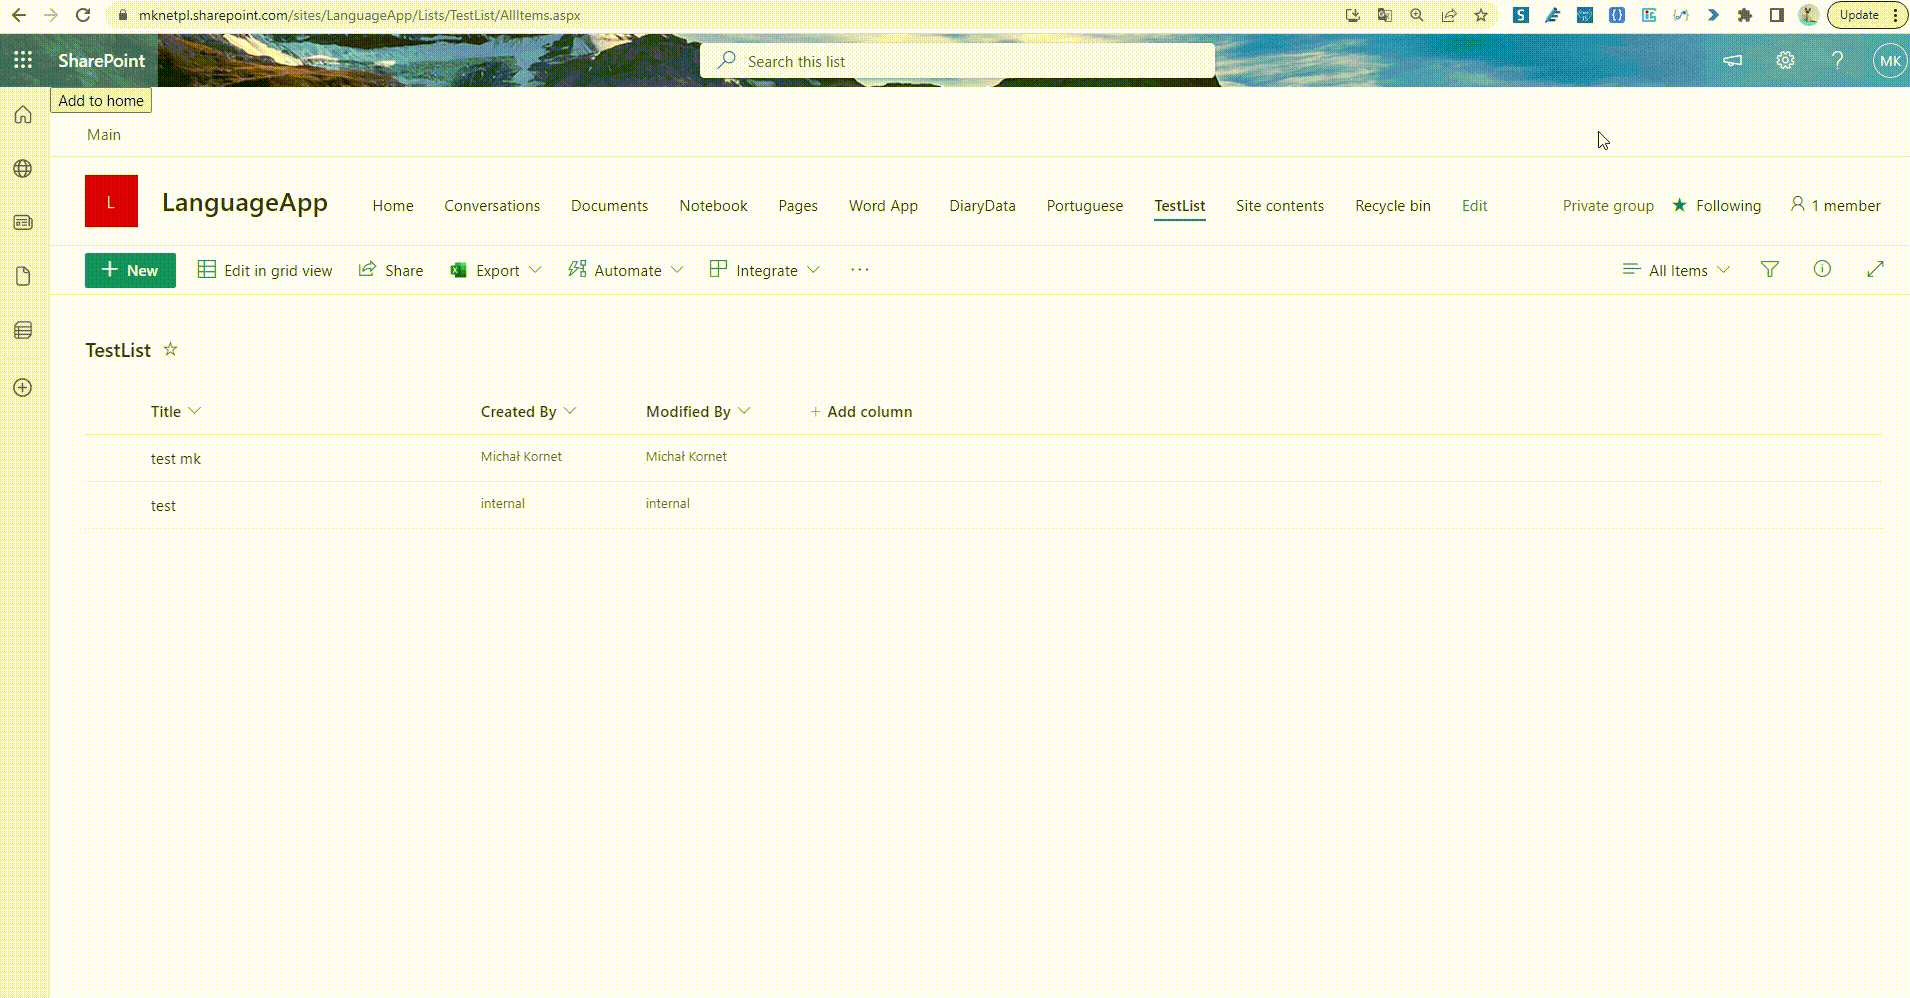 mknetpl.sharepoint.com/sites/LanguageApp/Lists/TestList/AllItems.aspx
Update
SharePoint
Search this list
MK
Add to home
Main
L
LanguageApp
Home Conversations Documents Notebook Pages Word App DiaryData Portuguese TestList Site contents Recycle bin Edit
Private group Following 1 member
New Edit in grid view Share Export Automate Integrate ...
All Items
TestList
Title Created By Modified By + Add column
test mk Michał Kornet Michał Kornet
test internal internal